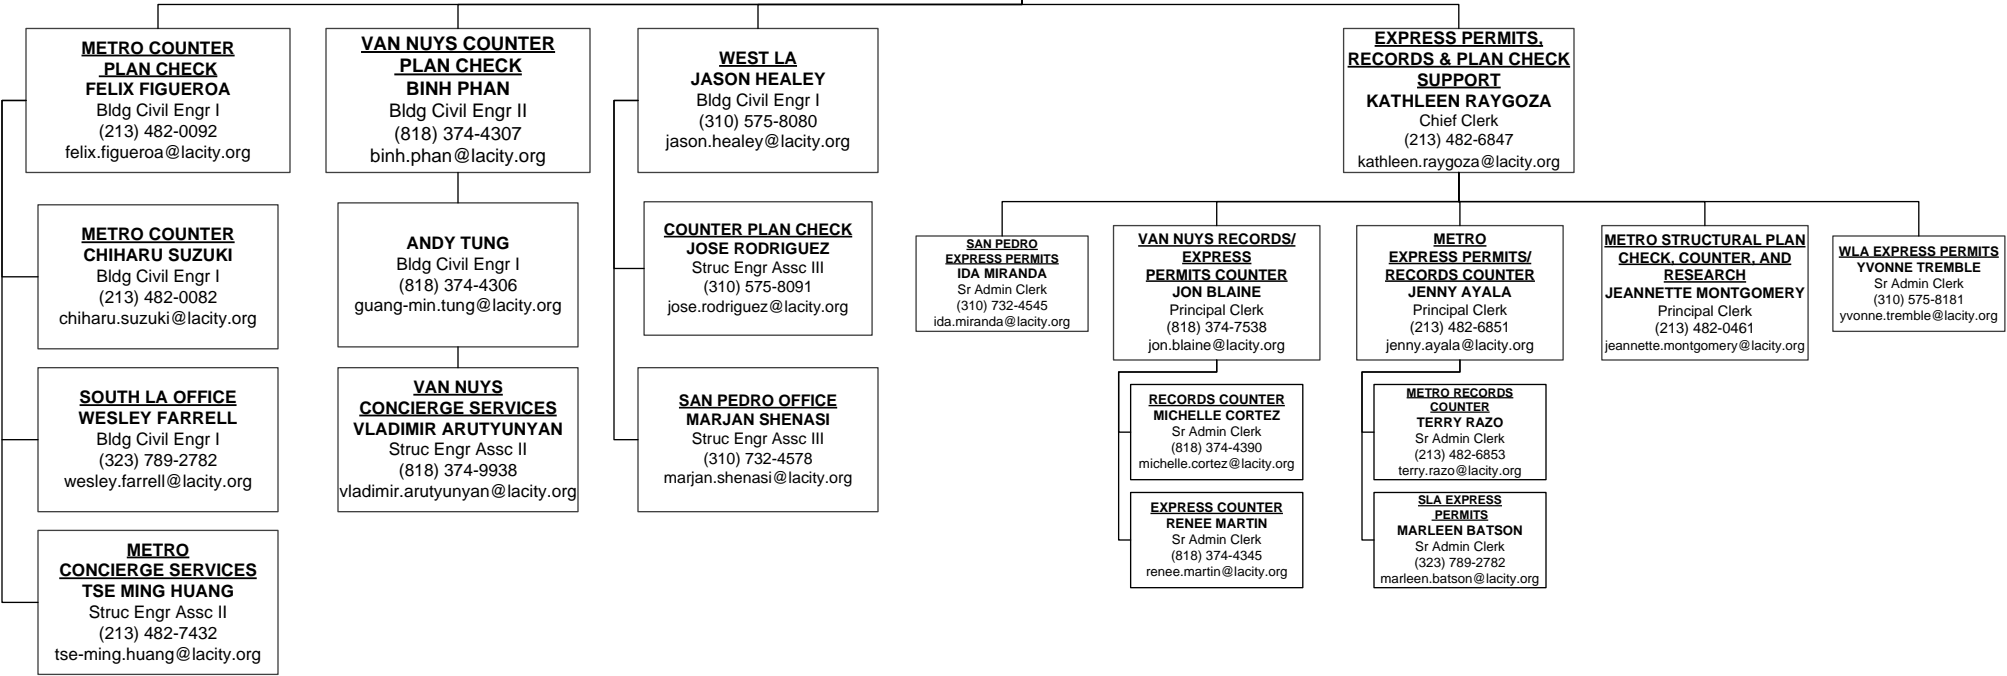 METRO COUNTER
PLAN CHECK
FELIX FIGUEROA
Bldg Civil Engr I
(213) 482-0092
felix.figueroa@lacity.org
METRO COUNTER
CHIHARU SUZUKI
Bldg Civil Engr I
(213) 482-0082
chiharu.suzuki@lacity.org
SOUTH LA OFFICE
WESLEY FARRELL
Bldg Civil Engr I
(323) 789-2782
wesley.farrell@lacity.org
METRO
CONCIERGE SERVICES
TSE MING HUANG
Struc Engr Assc II
(213) 482-7432
tse-ming.huang@lacity.org
VAN NUYS COUNTER
PLAN CHECK
BINH PHAN
Bldg Civil Engr II
(818) 374-4307
binh.phan@lacity.org
ANDY TUNG
Bldg Civil Engr I
(818) 374-4306
guang-min.tung@lacity.org
VAN NUYS
CONCIERGE SERVICES
VLADIMIR ARUTYUNYAN
Struc Engr Assc II
(818) 374-9938
vladimir.arutyunyan@lacity.org
WEST LA
JASON HEALEY
Bldg Civil Engr I
(310) 575-8080
jason.healey@lacity.org
COUNTER PLAN CHECK
JOSE RODRIGUEZ
Struc Engr Assc III
(310) 575-8091
jose.rodriguez@lacity.org
SAN PEDRO OFFICE
MARJAN SHENASI
Struc Engr Assc III
(310) 732-4578
marjan.shenasi@lacity.org
EXPRESS PERMITS,
RECORDS & PLAN CHECK
SUPPORT
KATHLEEN RAYGOZA
Chief Clerk
(213) 482-6847
kathleen.raygoza@lacity.org
SAN PEDRO
EXPRESS PERMITS
IDA MIRANDA
Sr Admin Clerk
(310) 732-4545
ida.miranda@lacity.org
VAN NUYS RECORDS/
EXPRESS
PERMITS COUNTER
JON BLAINE
Principal Clerk
(818) 374-7538
jon.blaine@lacity.org
RECORDS COUNTER
MICHELLE CORTEZ
Sr Admin Clerk
(818) 374-4390
michelle.cortez@lacity.org
EXPRESS COUNTER
RENEE MARTIN
Sr Admin Clerk
(818) 374-4345
renee.martin@lacity.org
METRO
EXPRESS PERMITS/
RECORDS COUNTER
JENNY AYALA
Principal Clerk
(213) 482-6851
jenny.ayala@lacity.org
METRO RECORDS
COUNTER
TERRY RAZO
Sr Admin Clerk
(213) 482-6853
terry.razo@lacity.org
SLA EXPRESS
PERMITS
MARLEEN BATSON
Sr Admin Clerk
(323) 789-2782
marleen.batson@lacity.org
METRO STRUCTURAL PLAN
CHECK, COUNTER, AND
RESEARCH
JEANNETTE MONTGOMERY
Principal Clerk
(213) 482-0461
jeannette.montgomery@lacity.org
WLA EXPRESS PERMITS
YVONNE TREMBLE
Sr Admin Clerk
(310) 575-8181
yvonne.tremble@lacity.org